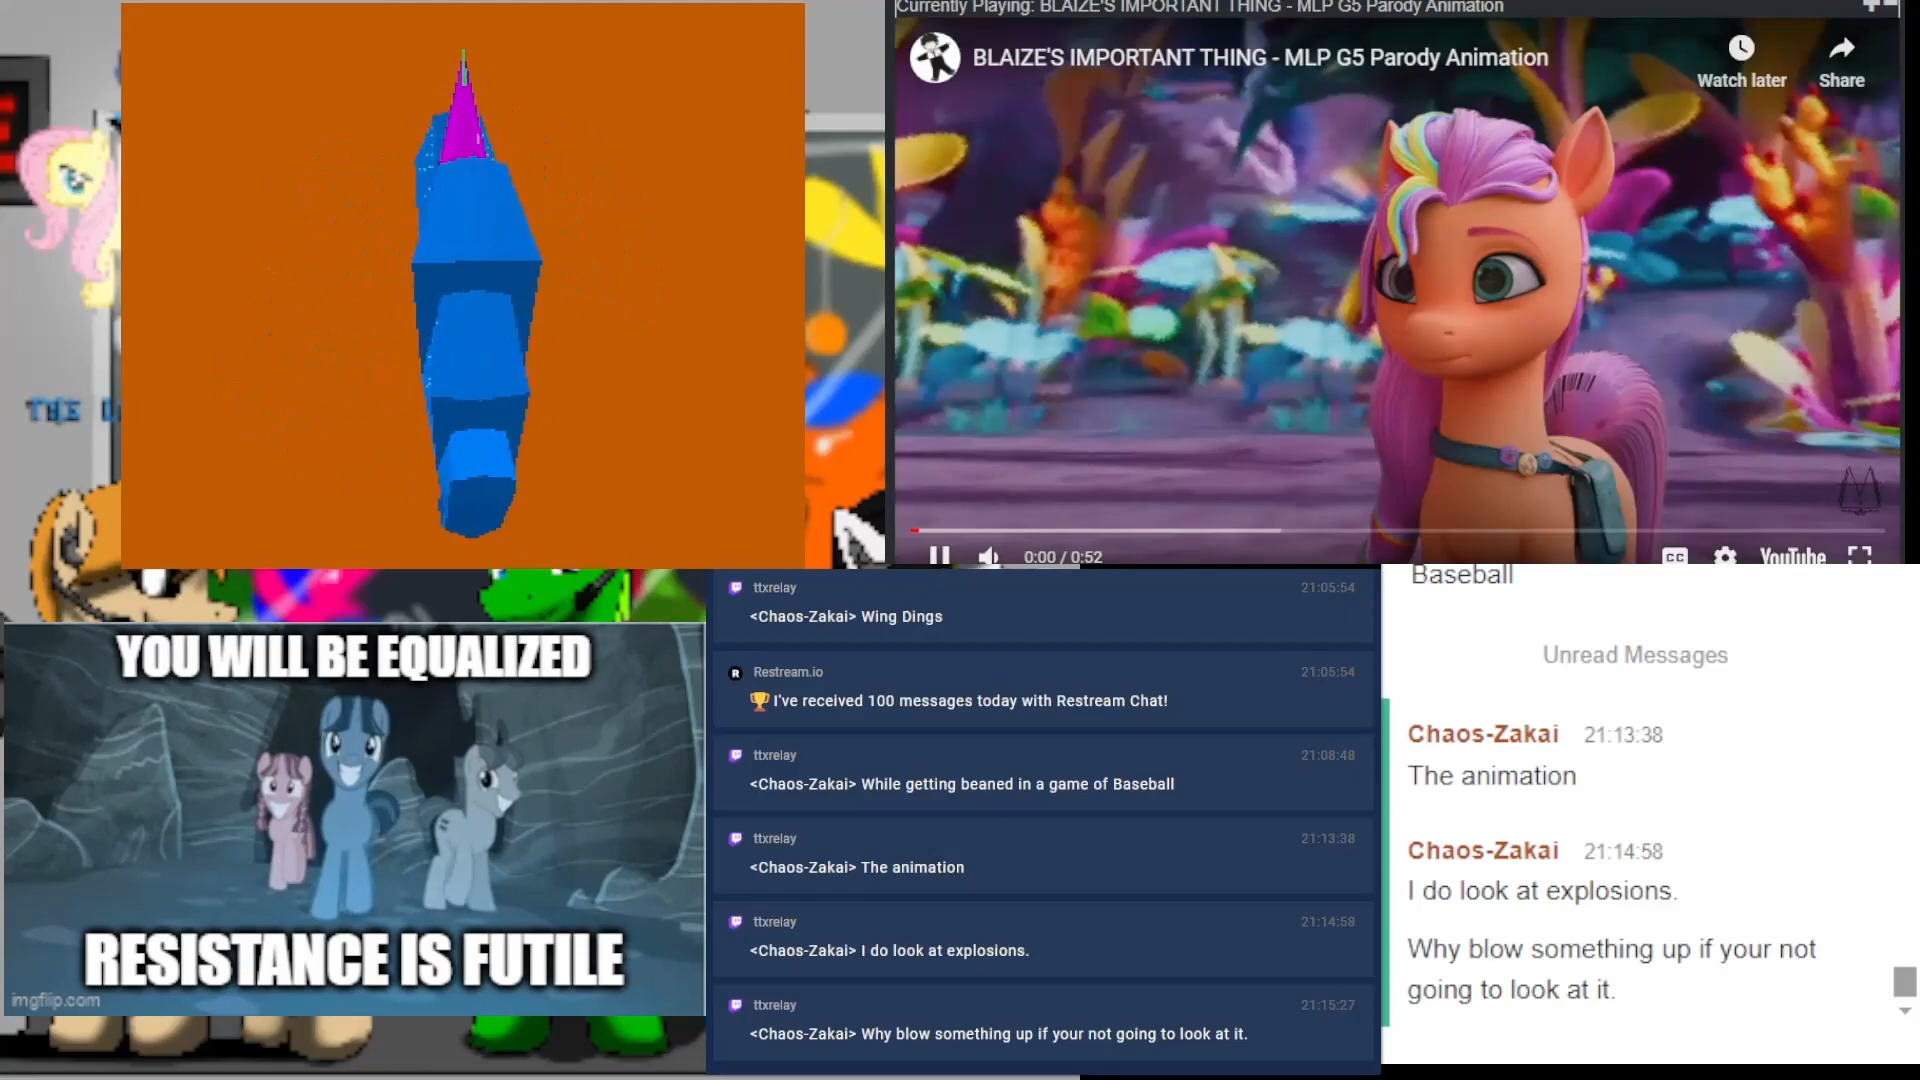 Currently Playing: BLAIZE'S IMPORTANT THING - MLP G5 Parody Animation
BLAIZE'S IMPORTANT THING - MLP G5 Parody Animation
Watch later
Share
0:00 / 0:52
CC
YouTube
THE
YOU WILL BE EQUALIZED
RESISTANCE IS FUTILE
imgflip.com
ttxrelay 21:05:54
<Chaos-Zakai> Wing Dings
R Restream.io 21:05:54
🏆 I've received 100 messages today with Restream Chat!
ttxrelay 21:08:48
<Chaos-Zakai> While getting beaned in a game of Baseball
ttxrelay 21:13:38
<Chaos-Zakai> The animation
ttxrelay 21:14:58
<Chaos-Zakai> I do look at explosions.
ttxrelay 21:15:27
<Chaos-Zakai> Why blow something up if your not going to look at it.
Baseball
Unread Messages
Chaos-Zakai 21:13:38
The animation
Chaos-Zakai 21:14:58
I do look at explosions.
Why blow something up if your not
going to look at it.